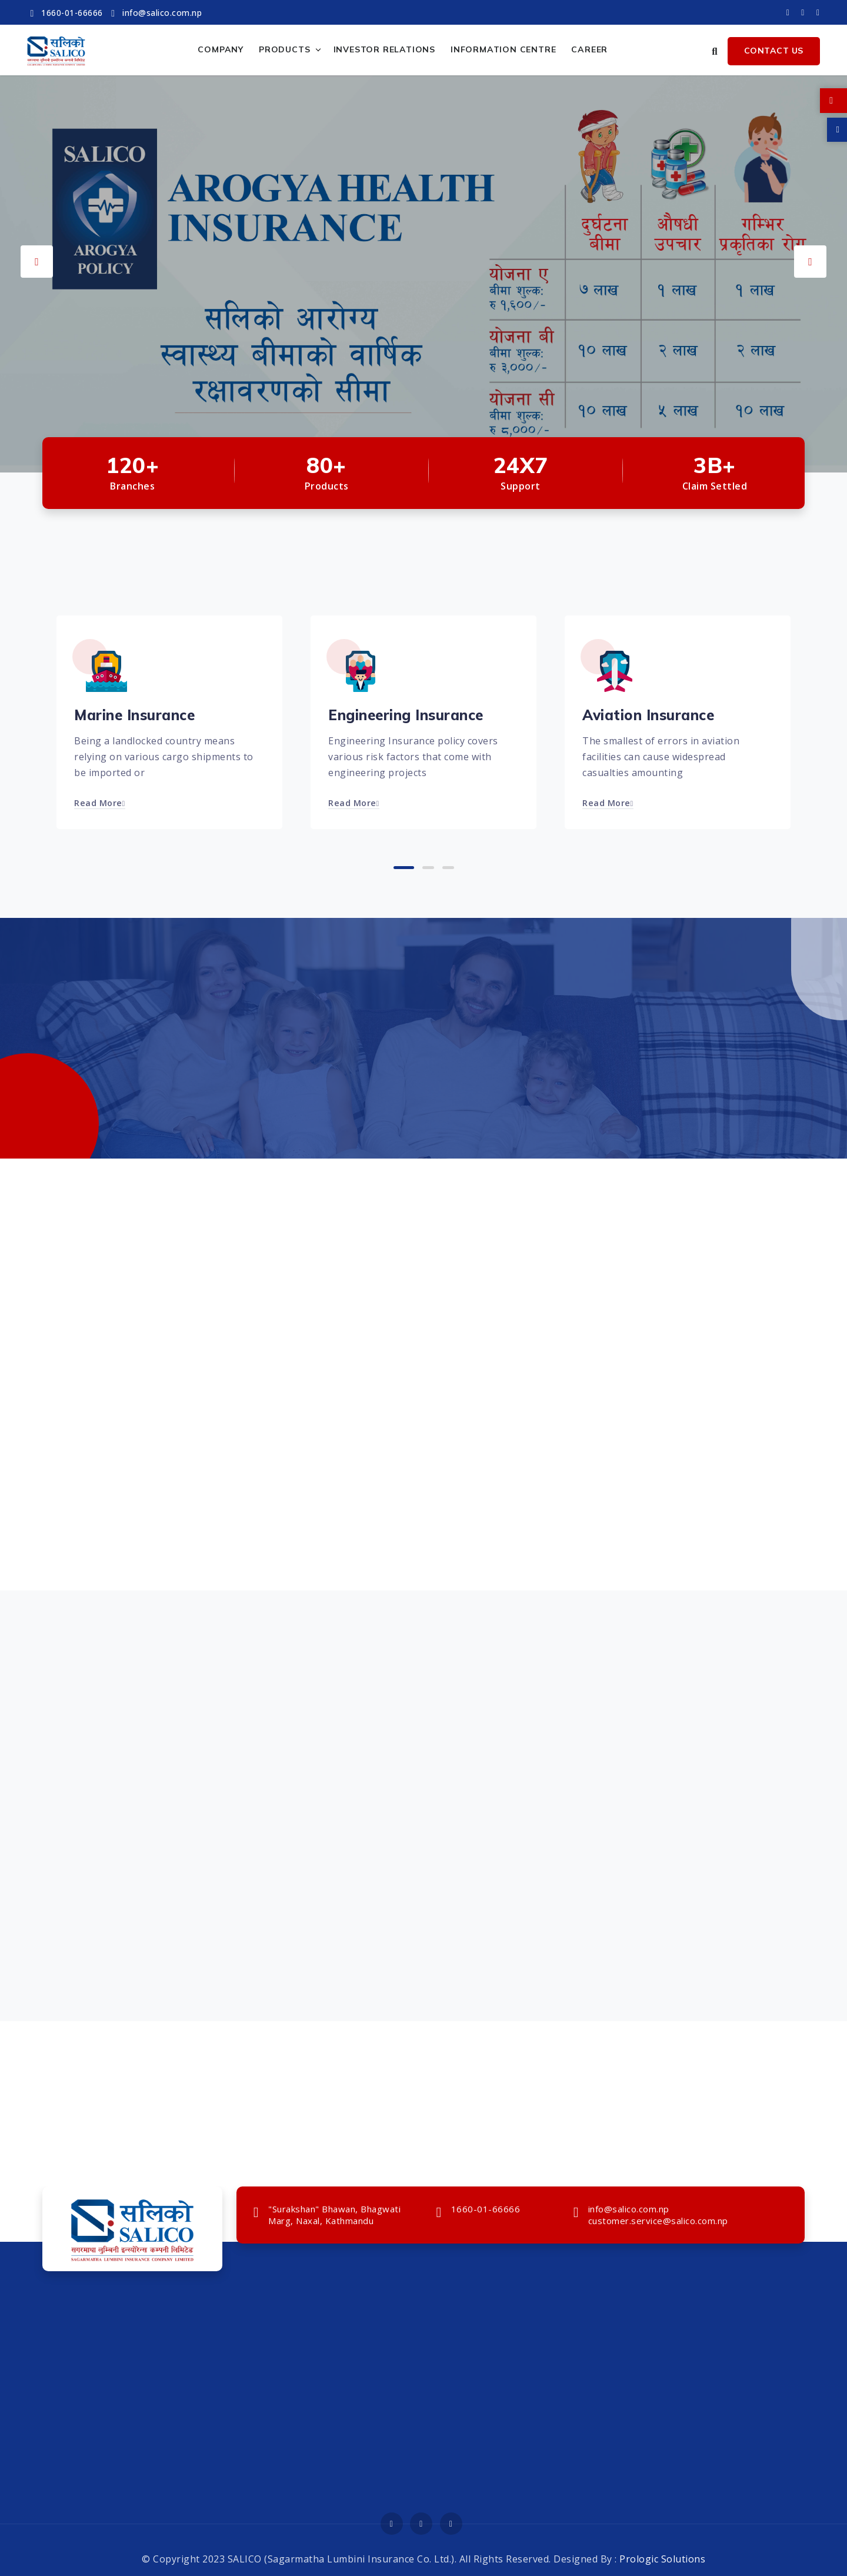 1660-01-66666 info@salico.com.np
सलिको
SALICO
COMPANY PRODUCTS INVESTOR RELATIONS INFORMATION CENTRE CAREER
CONTACT US
SALICO
AROGYA
POLICY
AROGYA HEALTH
INSURANCE
सलिको आरोग्य
स्वास्थ्य बीमाको वार्षिक
रक्षावरणको सीमा
दुर्घटना
बीमा
औषधी
उपचार
गम्भिर
प्रकृतिका रोग
योजना ए
बीमा शुल्क:
रु १,६००/-
७ लाख १ लाख १ लाख
योजना बी
बीमा शुल्क:
रु ३,०००/-
१० लाख २ लाख २ लाख
योजना सी
बीमा शुल्क:
रु ८,०००/-
१० लाख ५ लाख १० लाख
120+ 80+ 24X7 3B+
Branches Products Support Claim Settled
Marine Insurance
Being a landlocked country means
relying on various cargo shipments to
be imported or
Read More
Engineering Insurance
Engineering Insurance policy covers
various risk factors that come with
engineering projects
Read More
Aviation Insurance
The smallest of errors in aviation
facilities can cause widespread
casualties amounting
Read More
सलिको
SALICO
सगरमाथा लुम्बिनी इन्स्योरेन्स कम्पनी लिमिटेड
SAGARMATHA LUMBINI INSURANCE COMPANY LIMITED
"Surakshan" Bhawan, Bhagwati
Marg, Naxal, Kathmandu
1660-01-66666
info@salico.com.np
customer.service@salico.com.np
© Copyright 2023 SALICO (Sagarmatha Lumbini Insurance Co. Ltd.). All Rights Reserved. Designed By : Prologic Solutions